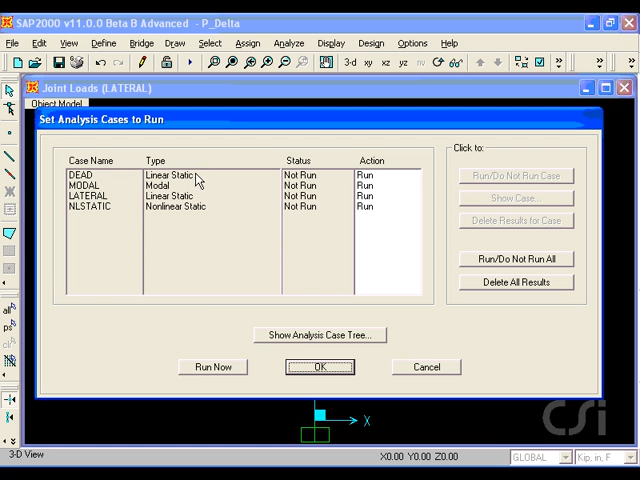 SAP2000 v11.0.0 Beta B Advanced - P_Delta
File Edit View Define Bridge Draw Select Assign Analyze Display Design Options Help
3-d xy xz yz nv
Joint Loads (LATERAL)
Object Model
Set Analysis Cases to Run
Click to:
Case Name Type Status Action
DEAD Linear Static Not Run Run
MODAL Modal Not Run Run
LATERAL Linear Static Not Run Run
NLSTATIC Nonlinear Static Not Run Run
Run/Do Not Run Case
Show Case...
Delete Results for Case
Run/Do Not Run All
Delete All Results
Show Analysis Case Tree...
Run Now OK Cancel
all
ps
clr
X
CSi
3-D View X0.00 Y0.00 Z0.00 GLOBAL Kip, in, F